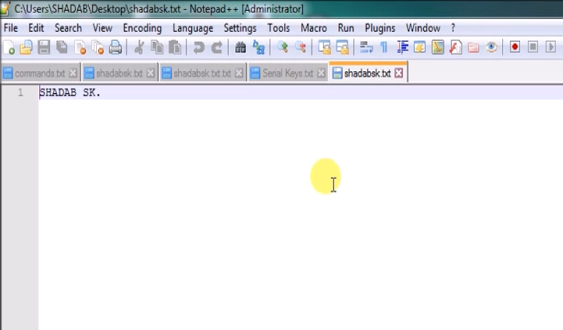 C:\Users\SHADAB\Desktop\shadabsk.txt - Notepad++ [Administrator]
File Edit Search View Encoding Language Settings Tools Macro Run Plugins Window ?
commands.txt shadabsk.txt shadabsk.txt Serial Keys.txt shadabsk.txt
1 SHADAB SK.